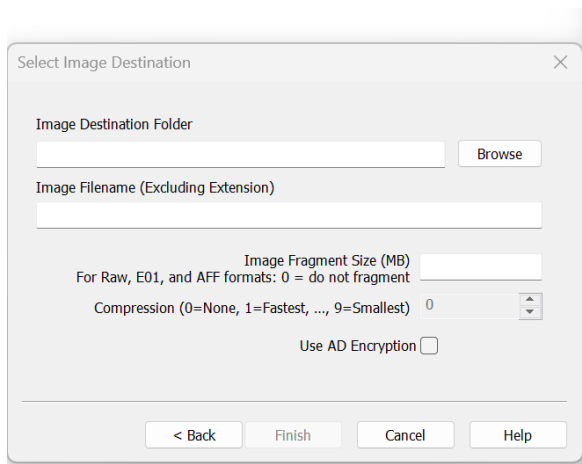 Select Image Destination
Image Destination Folder
Browse
Image Filename (Excluding Extension)
Image Fragment Size (MB)
For Raw, E01, and AFF formats: 0 = do not fragment
Compression (0=None, 1=Fastest, ..., 9=Smallest) 0
Use AD Encryption
< Back Finish Cancel Help